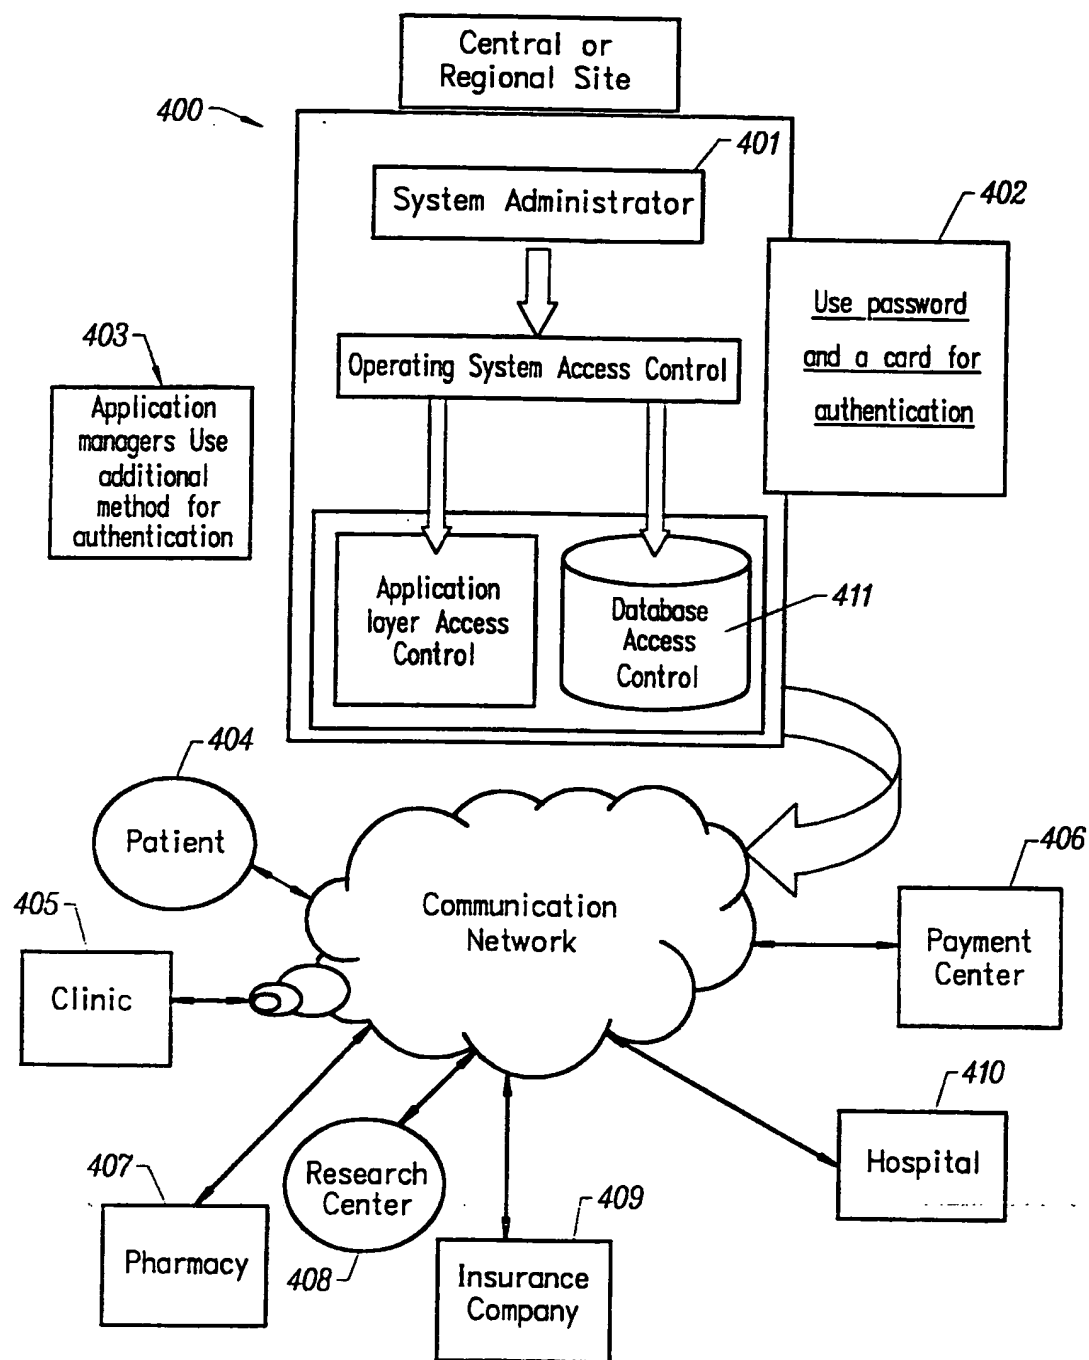 Central or
Regional Site
400
401
System Administrator
402
Use password
and a card for
authentication
403
Application
managers Use
additional
method for
authentication
Operating System Access Control
Application
layer Access
Control
Database
Access
Control
411
404
Patient
405
Clinic
Communication
Network
406
Payment
Center
410
Hospital
407
Pharmacy
Research
Center
408
409
Insurance
Company